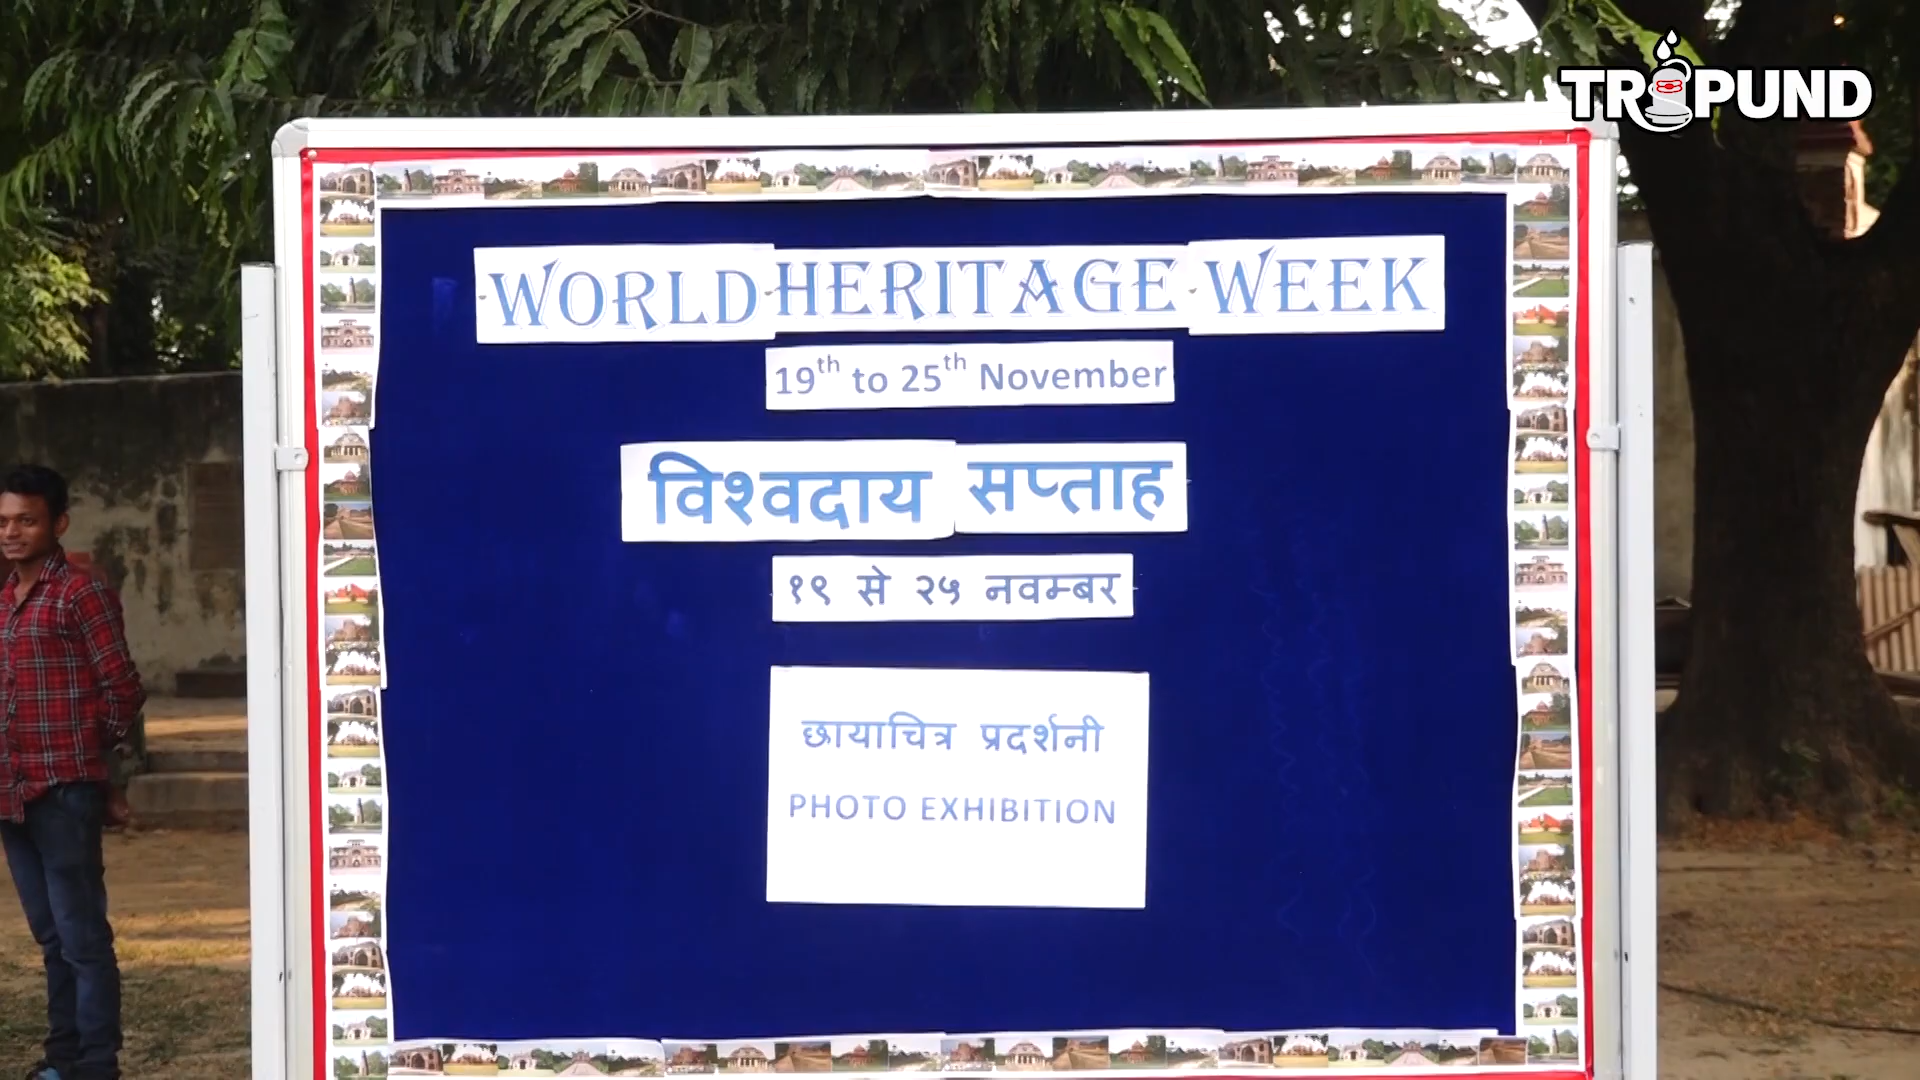 TRIPUND
WORLD HERITAGE WEEK
19th to 25th November
विश्वदाय सप्ताह
१९ से २५ नवम्बर
छायाचित्र प्रदर्शनी
PHOTO EXHIBITION